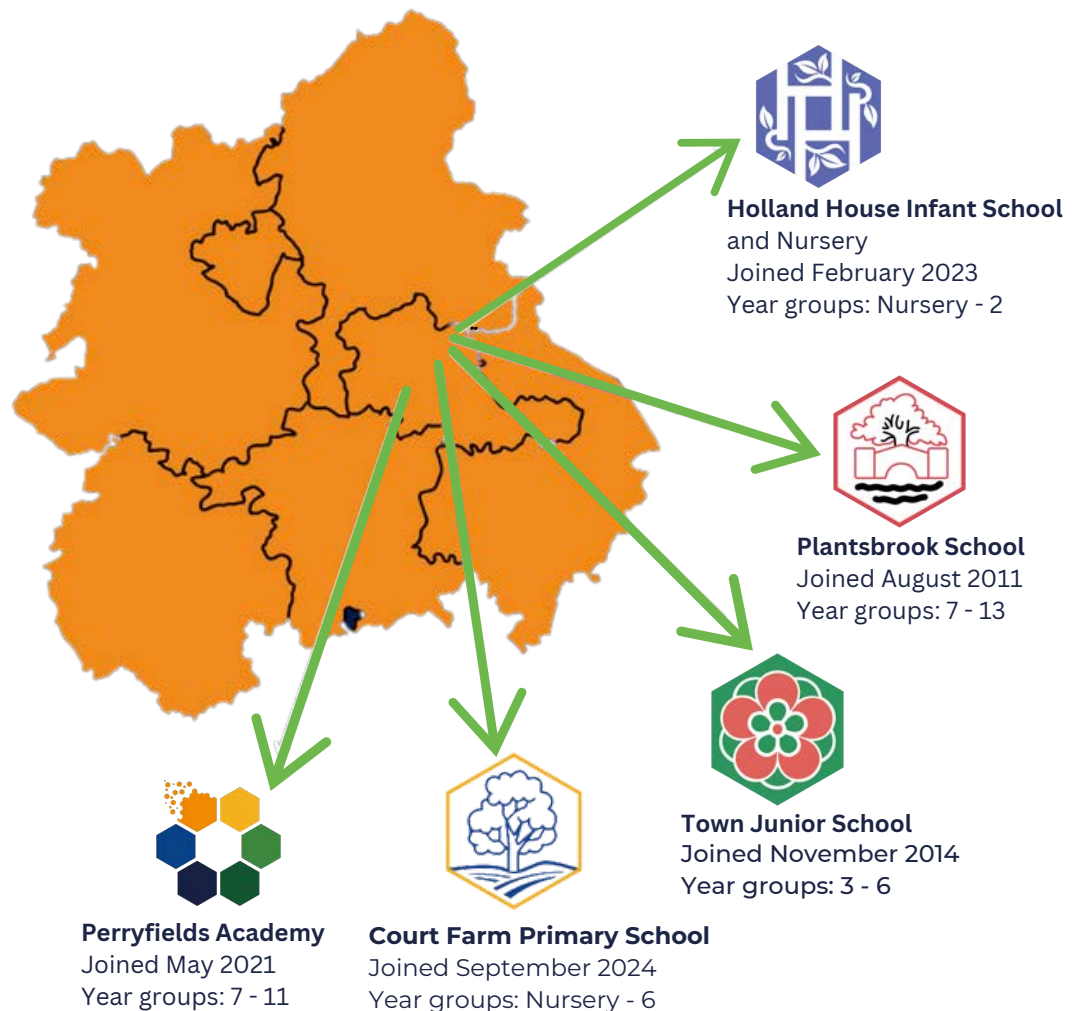 Holland House Infant School
and Nursery
Joined February 2023
Year groups: Nursery - 2
Plantsbrook School
Joined August 2011
Year groups: 7 - 13
Town Junior School
Joined November 2014
Year groups: 3 - 6
Perryfields Academy
Joined May 2021
Year groups: 7 - 11
Court Farm Primary School
Joined September 2024
Year groups: Nursery - 6